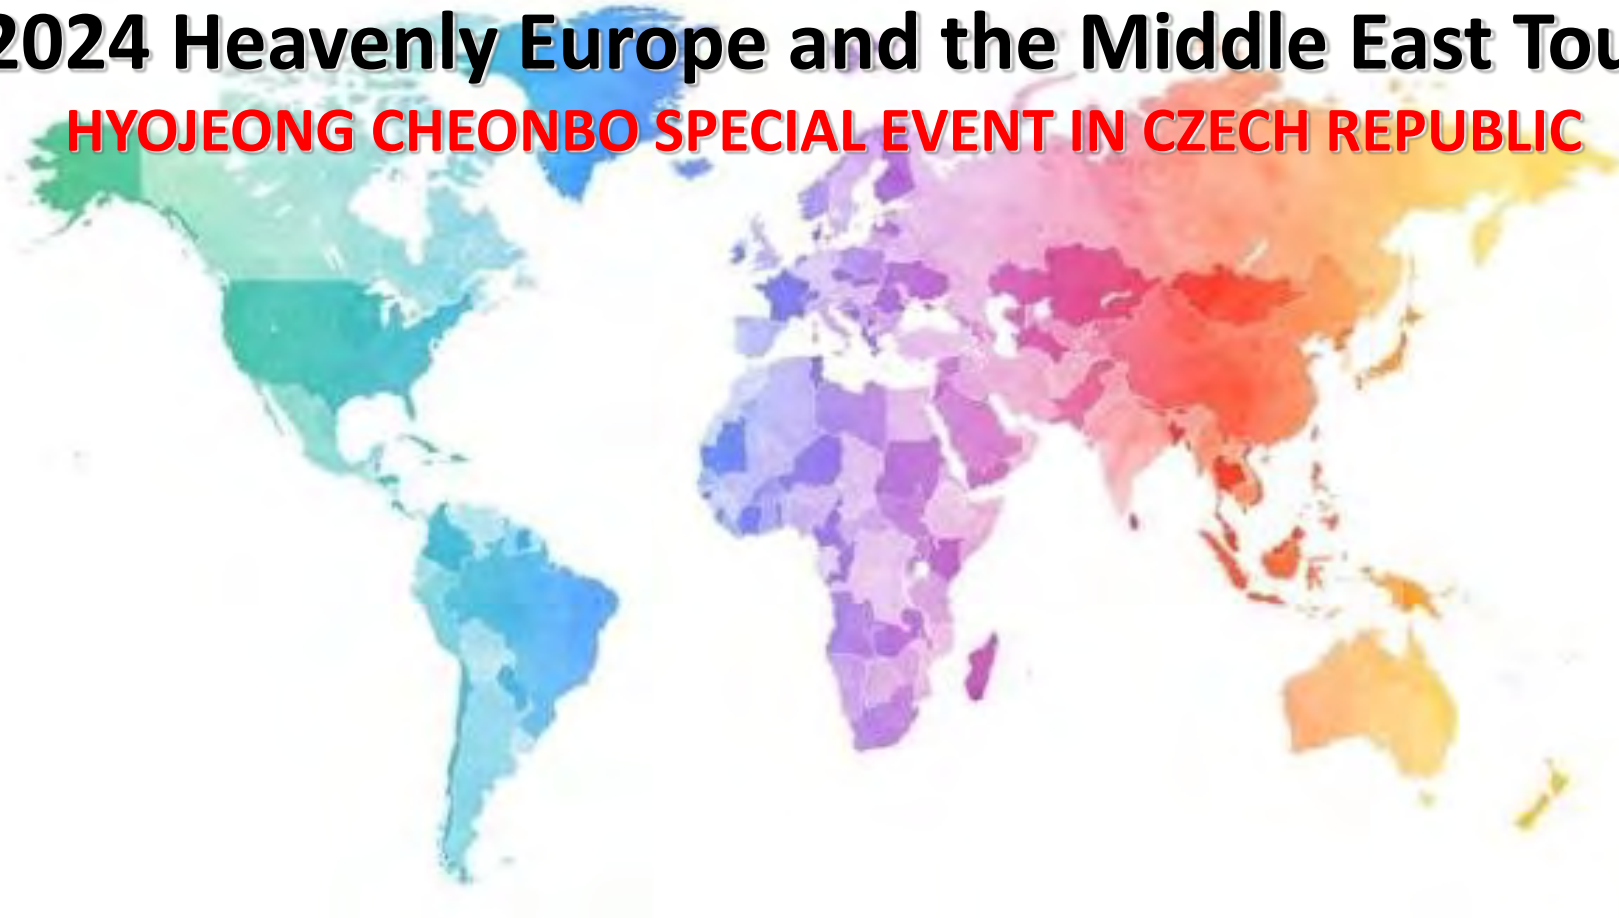 2024 Heavenly Europe and the Middle East Tou
HYOJEONG CHEONBO SPECIAL EVENT IN CZECH REPUBLIC